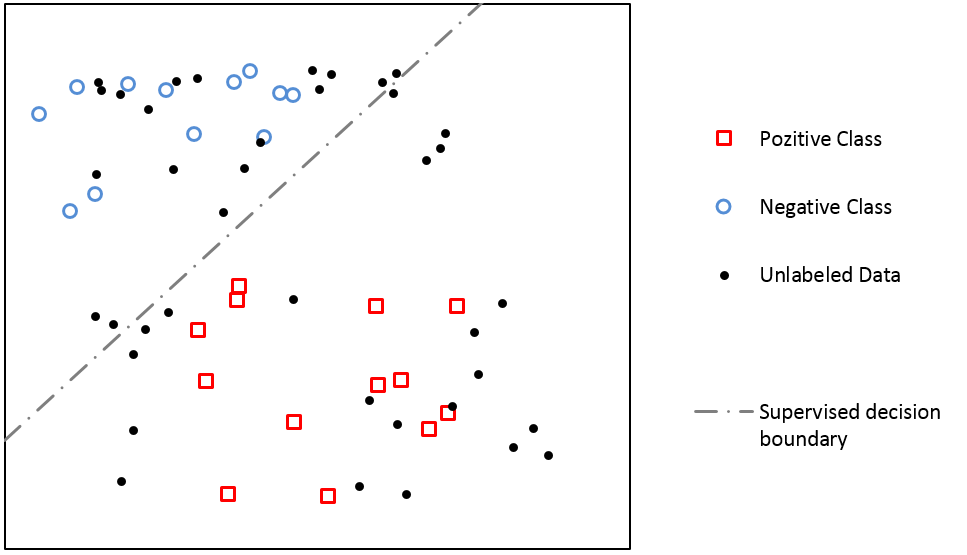 Pozitive Class
Negative Class
Unlabeled Data
Supervised decision
boundary